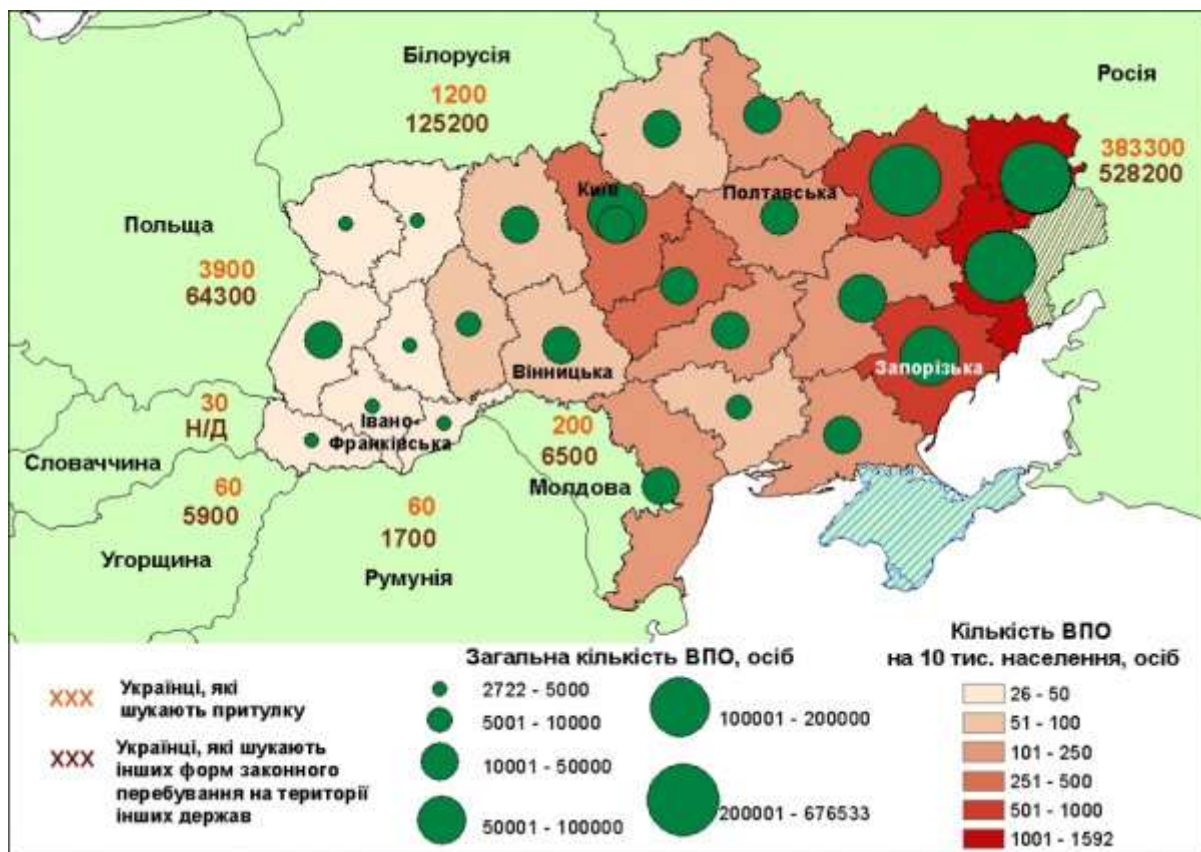 Білорусія
1200
125200
Росія
383300
528200
Київ
Полтавська
Польща
3900
64300
Вінницька
Запорізька
30
Н/Д
Словаччина
Івано-
Франківська
200
6500
Молдова
60
5900
Угорщина
60
1700
Румунія
XXX
Українці, які
шукають притулку
XXX
Українці, які шукають
інших форм законного
перебування на території
інших держав
Загальна кількість ВПО, осіб
2722 - 5000
5001 - 10000
10001 - 50000
50001 - 100000
100001 - 200000
200001 - 676533
Кількість ВПО
на 10 тис. населення, осіб
26 - 50
51 - 100
101 - 250
251 - 500
501 - 1000
1001 - 1592